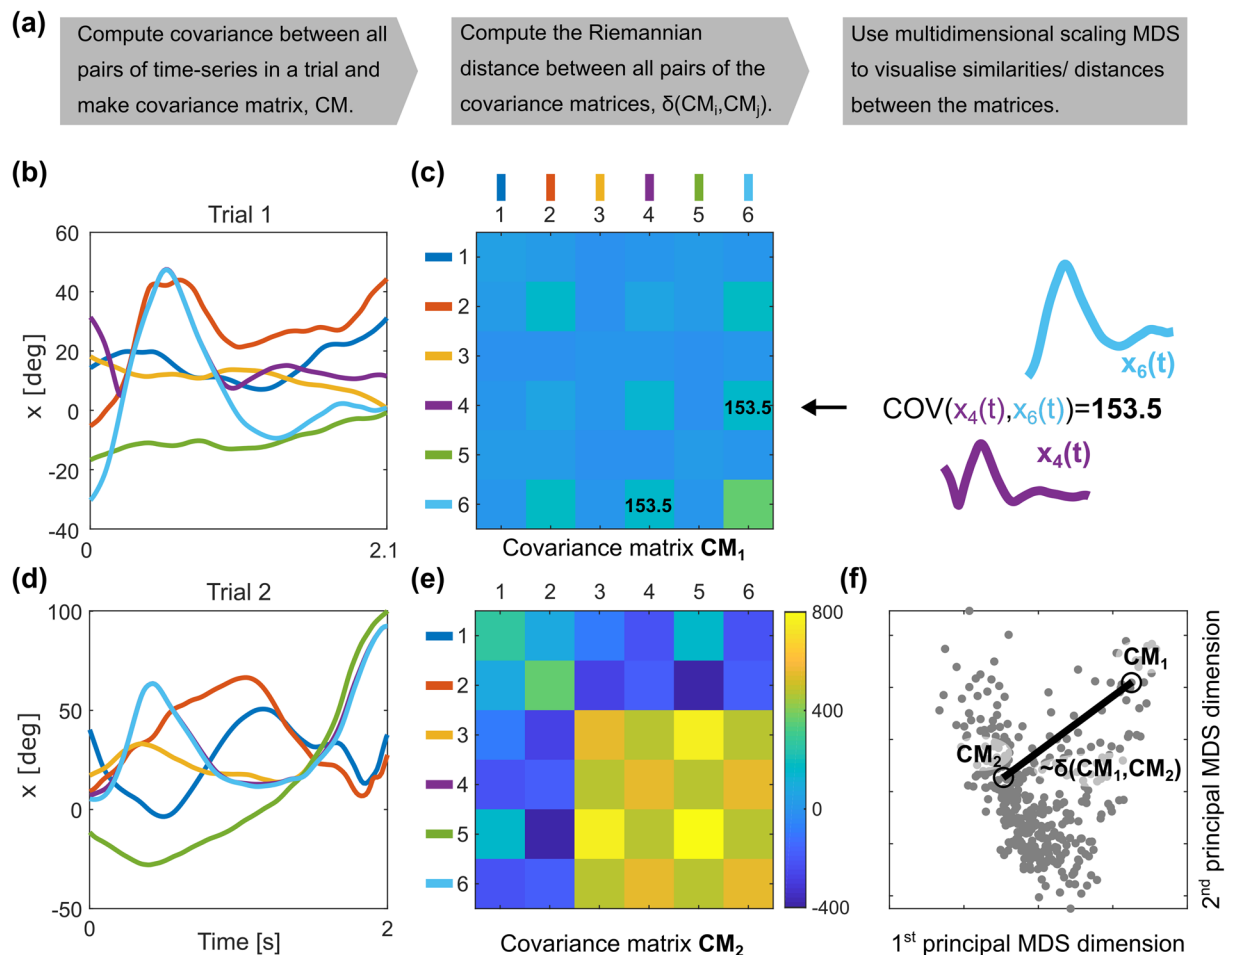 (a)
Compute covariance between all
pairs of time-series in a trial and
make covariance matrix, CM.
Compute the Riemannian
distance between all pairs of the
covariance matrices, δ(CMᵢ,CMⱼ).
Use multidimensional scaling MDS
to visualise similarities/ distances
between the matrices.
(b)
Trial 1
x [deg]
60
40
20
0
-20
-40
0
2.1
(c)
1 2 3 4 5 6
1
2
3
4
5
6
153.5
153.5
Covariance matrix CM₁
x₆(t)
COV(x₄(t),x₆(t))=153.5
x₄(t)
(d)
Trial 2
x [deg]
100
50
0
-50
0
2
Time [s]
(e)
1 2 3 4 5 6
1
2
3
4
5
6
800
400
0
-400
Covariance matrix CM₂
(f)
CM₁
CM₂
~δ(CM₁,CM₂)
2nd principal MDS dimension
1st principal MDS dimension